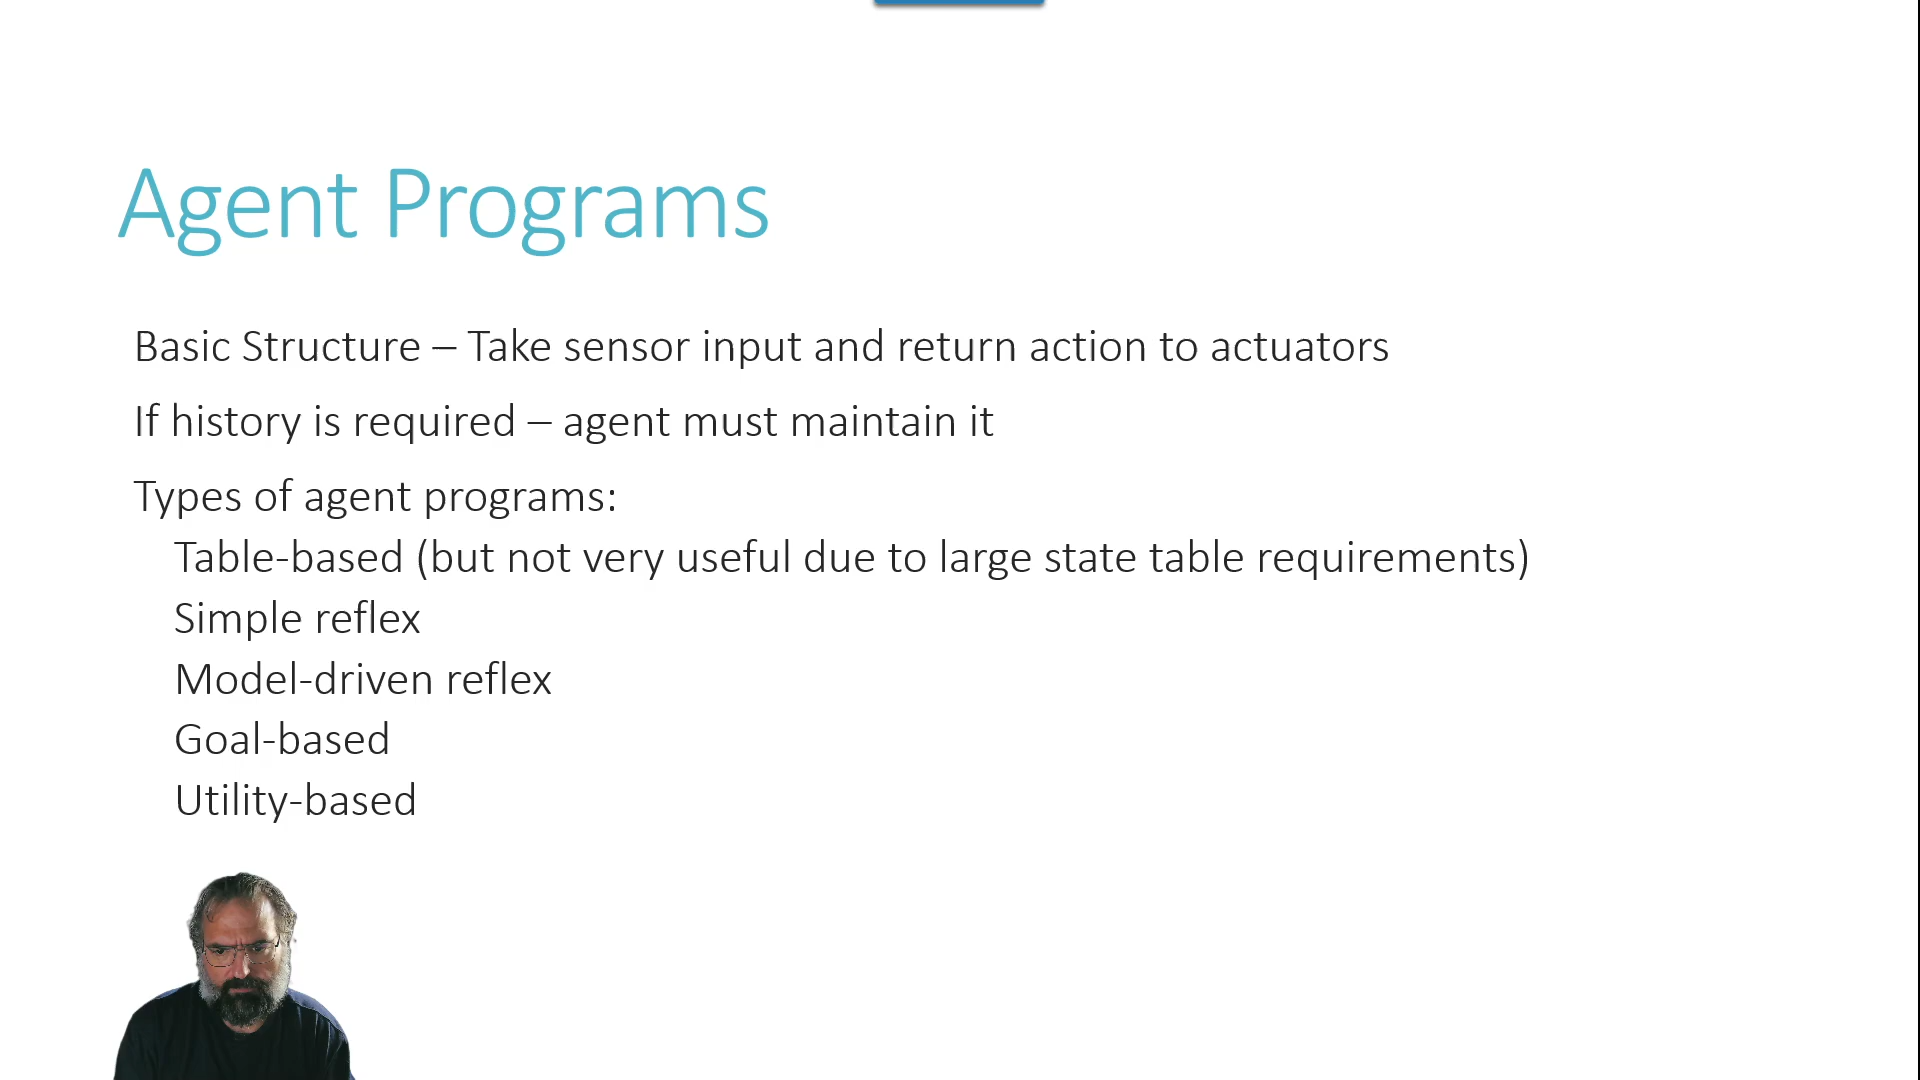 Agent Programs
Basic Structure – Take sensor input and return action to actuators
If history is required – agent must maintain it
Types of agent programs:
Table-based (but not very useful due to large state table requirements)
Simple reflex
Model-driven reflex
Goal-based
Utility-based